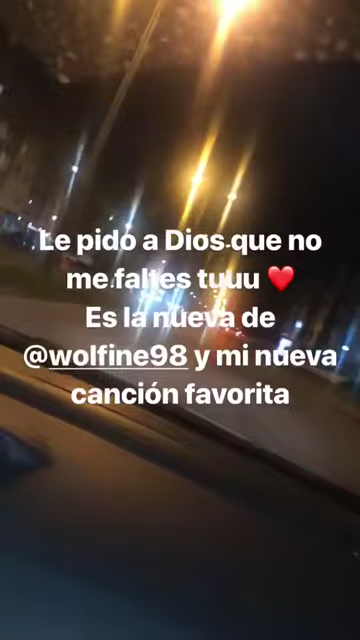 Le pido a Dios que no
me faltes tuuu ❤️
Es la nueva de
@wolfine98 y mi nueva
canción favorita